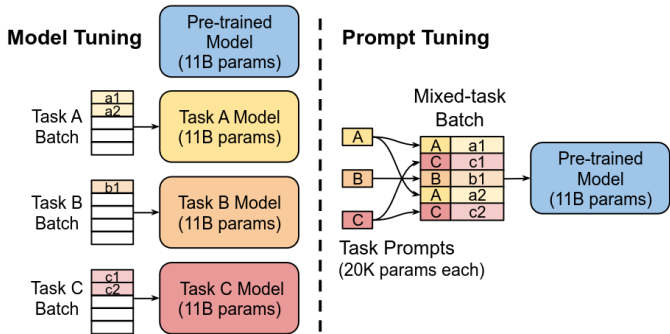 Model Tuning
Pre-trained
Model
(11B params)
a1
a2
Task A
Batch
Task A Model
(11B params)
b1
Task B
Batch
Task B Model
(11B params)
c1
c2
Task C
Batch
Task C Model
(11B params)
Prompt Tuning
Mixed-task
Batch
A
B
C
A a1
C c1
B b1
A a2
C c2
Pre-trained
Model
(11B params)
Task Prompts
(20K params each)